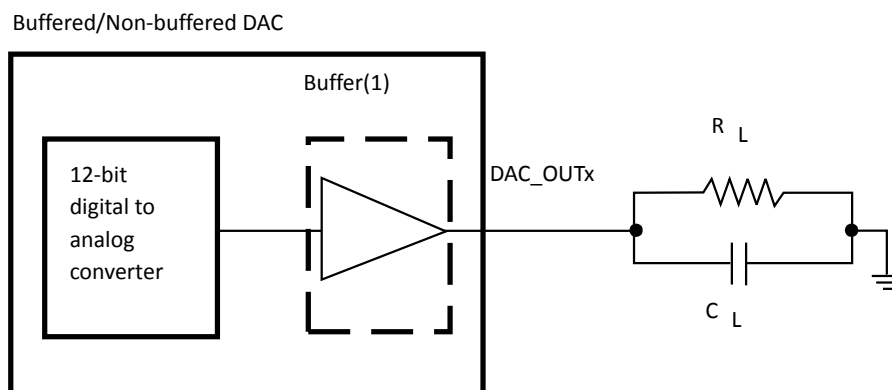 Buffered/Non-buffered DAC
Buffer(1)
12-bit
digital to
analog
converter
DAC_OUTx
R L
C L